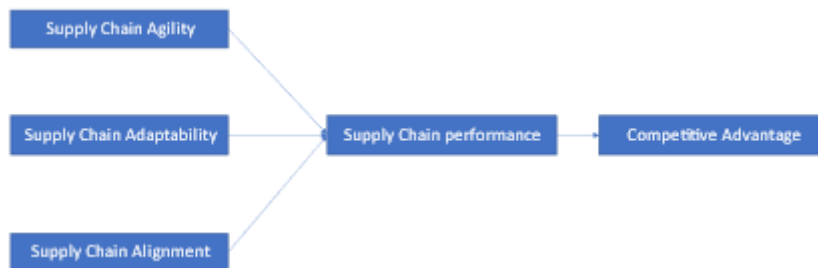 Supply Chain Agility
Supply Chain Adaptability
Supply Chain performance
Competitive Advantage
Supply Chain Alignment